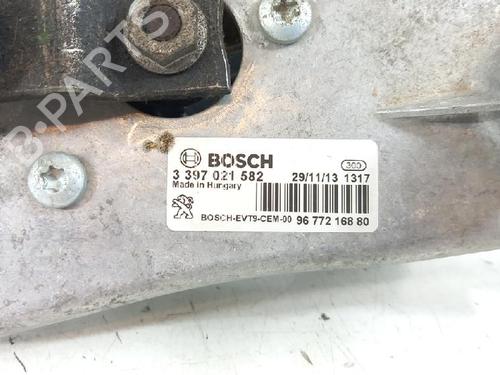 B-PARTS
BOSCH
300
3 397 021 582 29/11/13 1317
Made in Hungary
BOSCH-EVT9-CEM-00 96 772 168 80